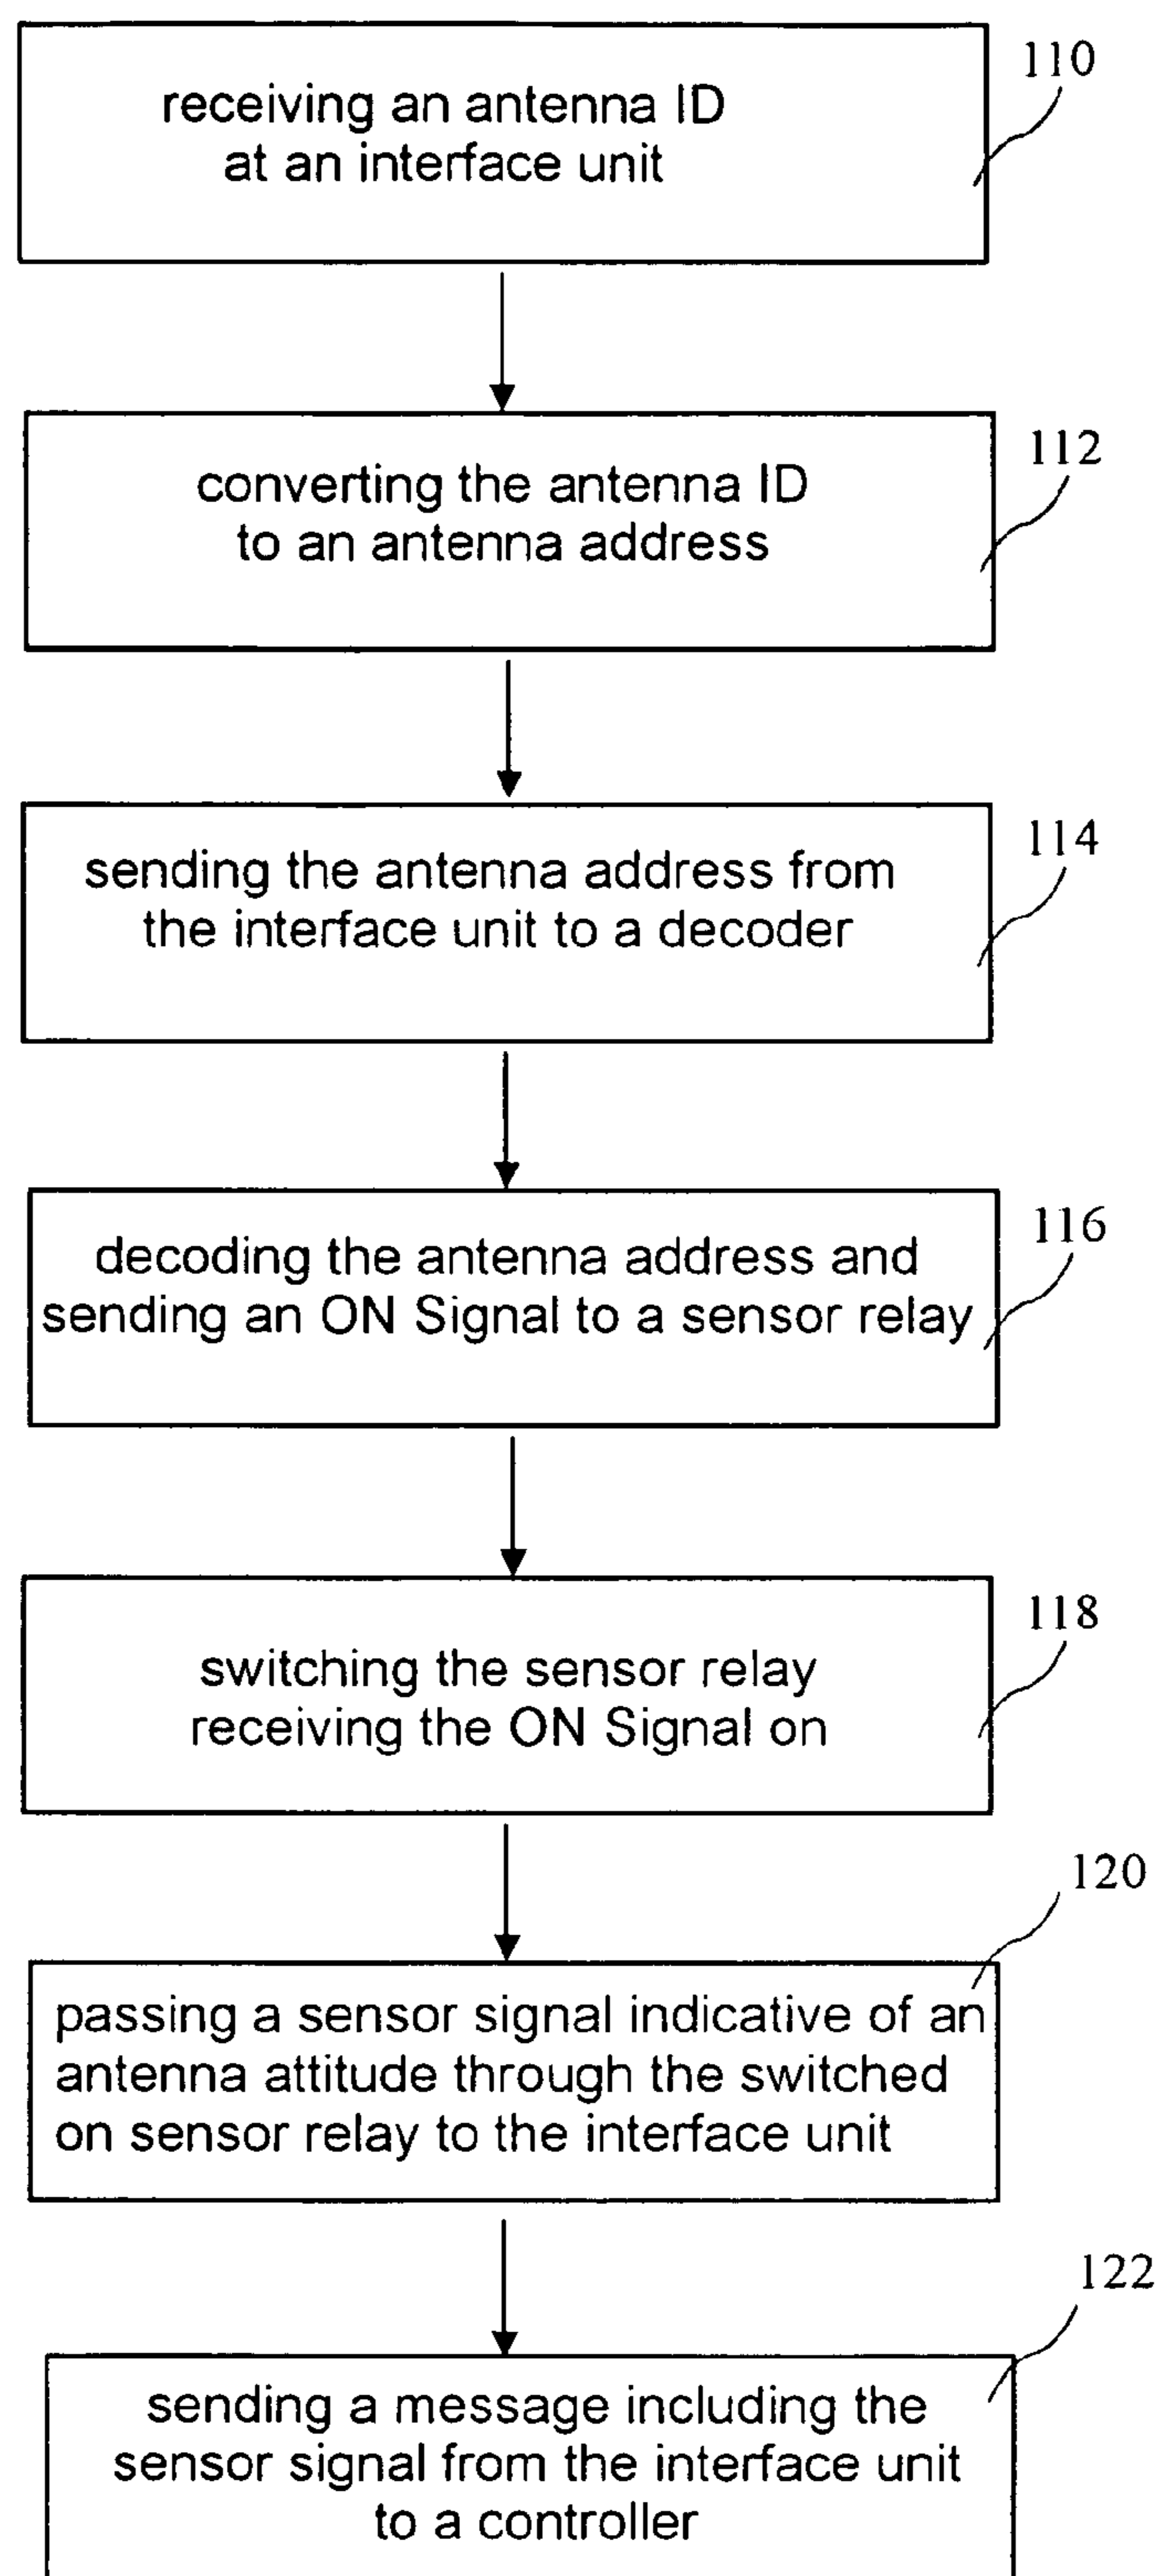 110
receiving an antenna ID
at an interface unit
112
converting the antenna ID
to an antenna address
114
sending the antenna address from
the interface unit to a decoder
116
decoding the antenna address and
sending an ON Signal to a sensor relay
118
switching the sensor relay
receiving the ON Signal on
120
passing a sensor signal indicative of an
antenna attitude through the switched
on sensor relay to the interface unit
122
sending a message including the
sensor signal from the interface unit
to a controller